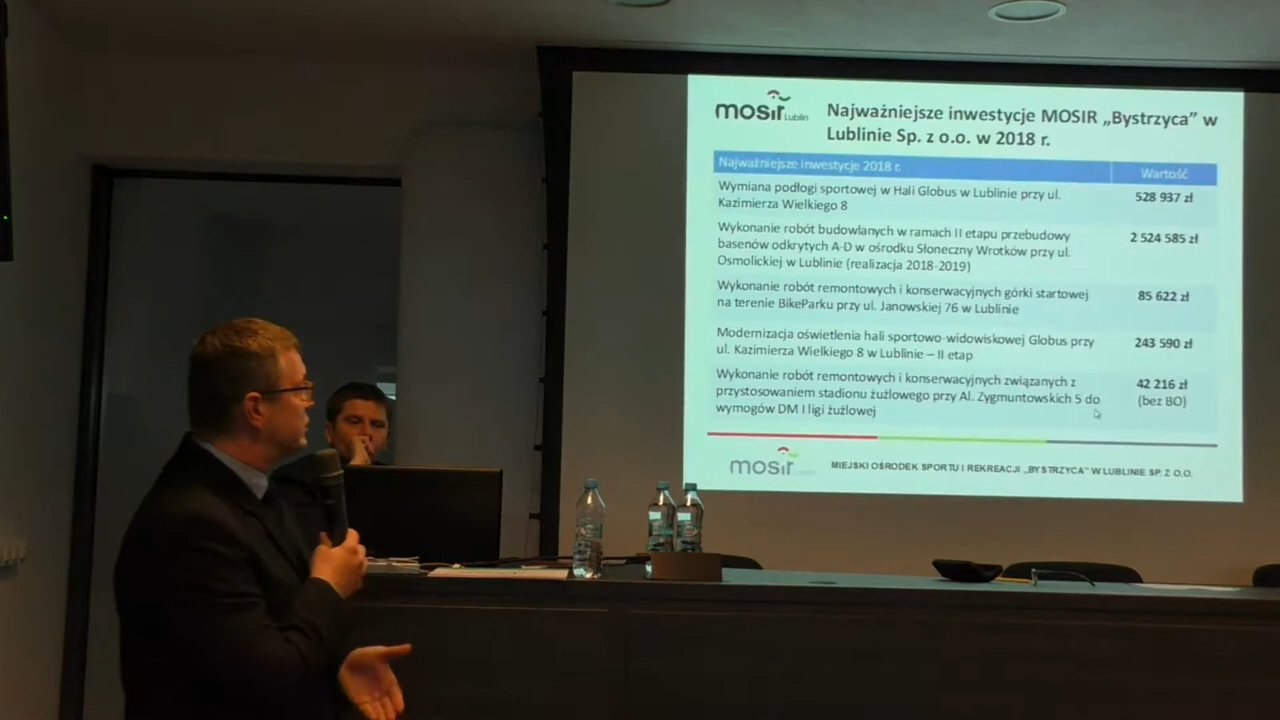 mosir Lublin
Najważniejsze inwestycje MOSIR „Bystrzyca” w
Lublinie Sp. z o.o. w 2018 r.
Najważniejsze inwestycje 2018 r.
Wartość
Wymiana podłogi sportowej w Hali Globus w Lublinie przy ul.
Kazimierza Wielkiego 8
528 937 zł
Wykonanie robót budowlanych w ramach II etapu przebudowy
basenów odkrytych A-D w ośrodku Słoneczny Wrotków przy ul.
Osmolickiej w Lublinie (realizacja 2018-2019)
2 524 585 zł
Wykonanie robót remontowych i konserwacyjnych górki startowej
na terenie BikeParku przy ul. Janowskiej 76 w Lublinie
85 622 zł
Modernizacja oświetlenia hali sportowo-widowiskowej Globus przy
ul. Kazimierza Wielkiego 8 w Lublinie – II etap
243 590 zł
Wykonanie robót remontowych i konserwacyjnych związanych z
przystosowaniem stadionu żużlowego przy Al. Zygmuntowskich 5 do
wymogów DM I ligi żużlowej
42 216 zł
(bez BO)
mosir
MIEJSKI OŚRODEK SPORTU I REKREACJI „BYSTRZYCA” W LUBLINIE SP. Z O.O.